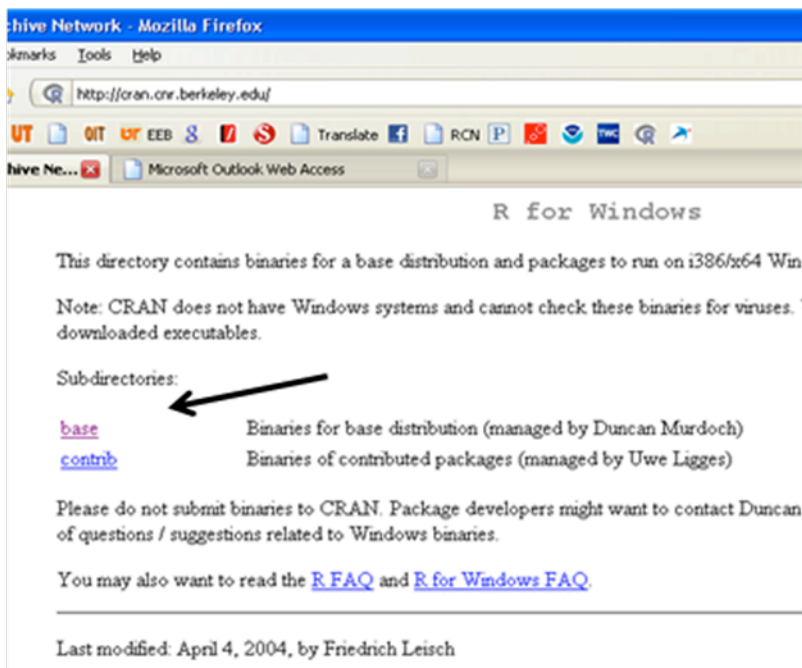 chive Network - Mozilla Firefox
okmarks Tools Help
http://cran.cnr.berkeley.edu/
UT OIT UT EEB 8 Translate RCN P TWC R
hive Ne... Microsoft Outlook Web Access
R for Windows
This directory contains binaries for a base distribution and packages to run on i386/x64 Win
Note: CRAN does not have Windows systems and cannot check these binaries for viruses.
downloaded executables.
Subdirectories:
base Binaries for base distribution (managed by Duncan Murdoch)
contrib Binaries of contributed packages (managed by Uwe Ligges)
Please do not submit binaries to CRAN. Package developers might want to contact Duncan
of questions / suggestions related to Windows binaries.
You may also want to read the R FAQ and R for Windows FAQ.
Last modified: April 4, 2004, by Friedrich Leisch